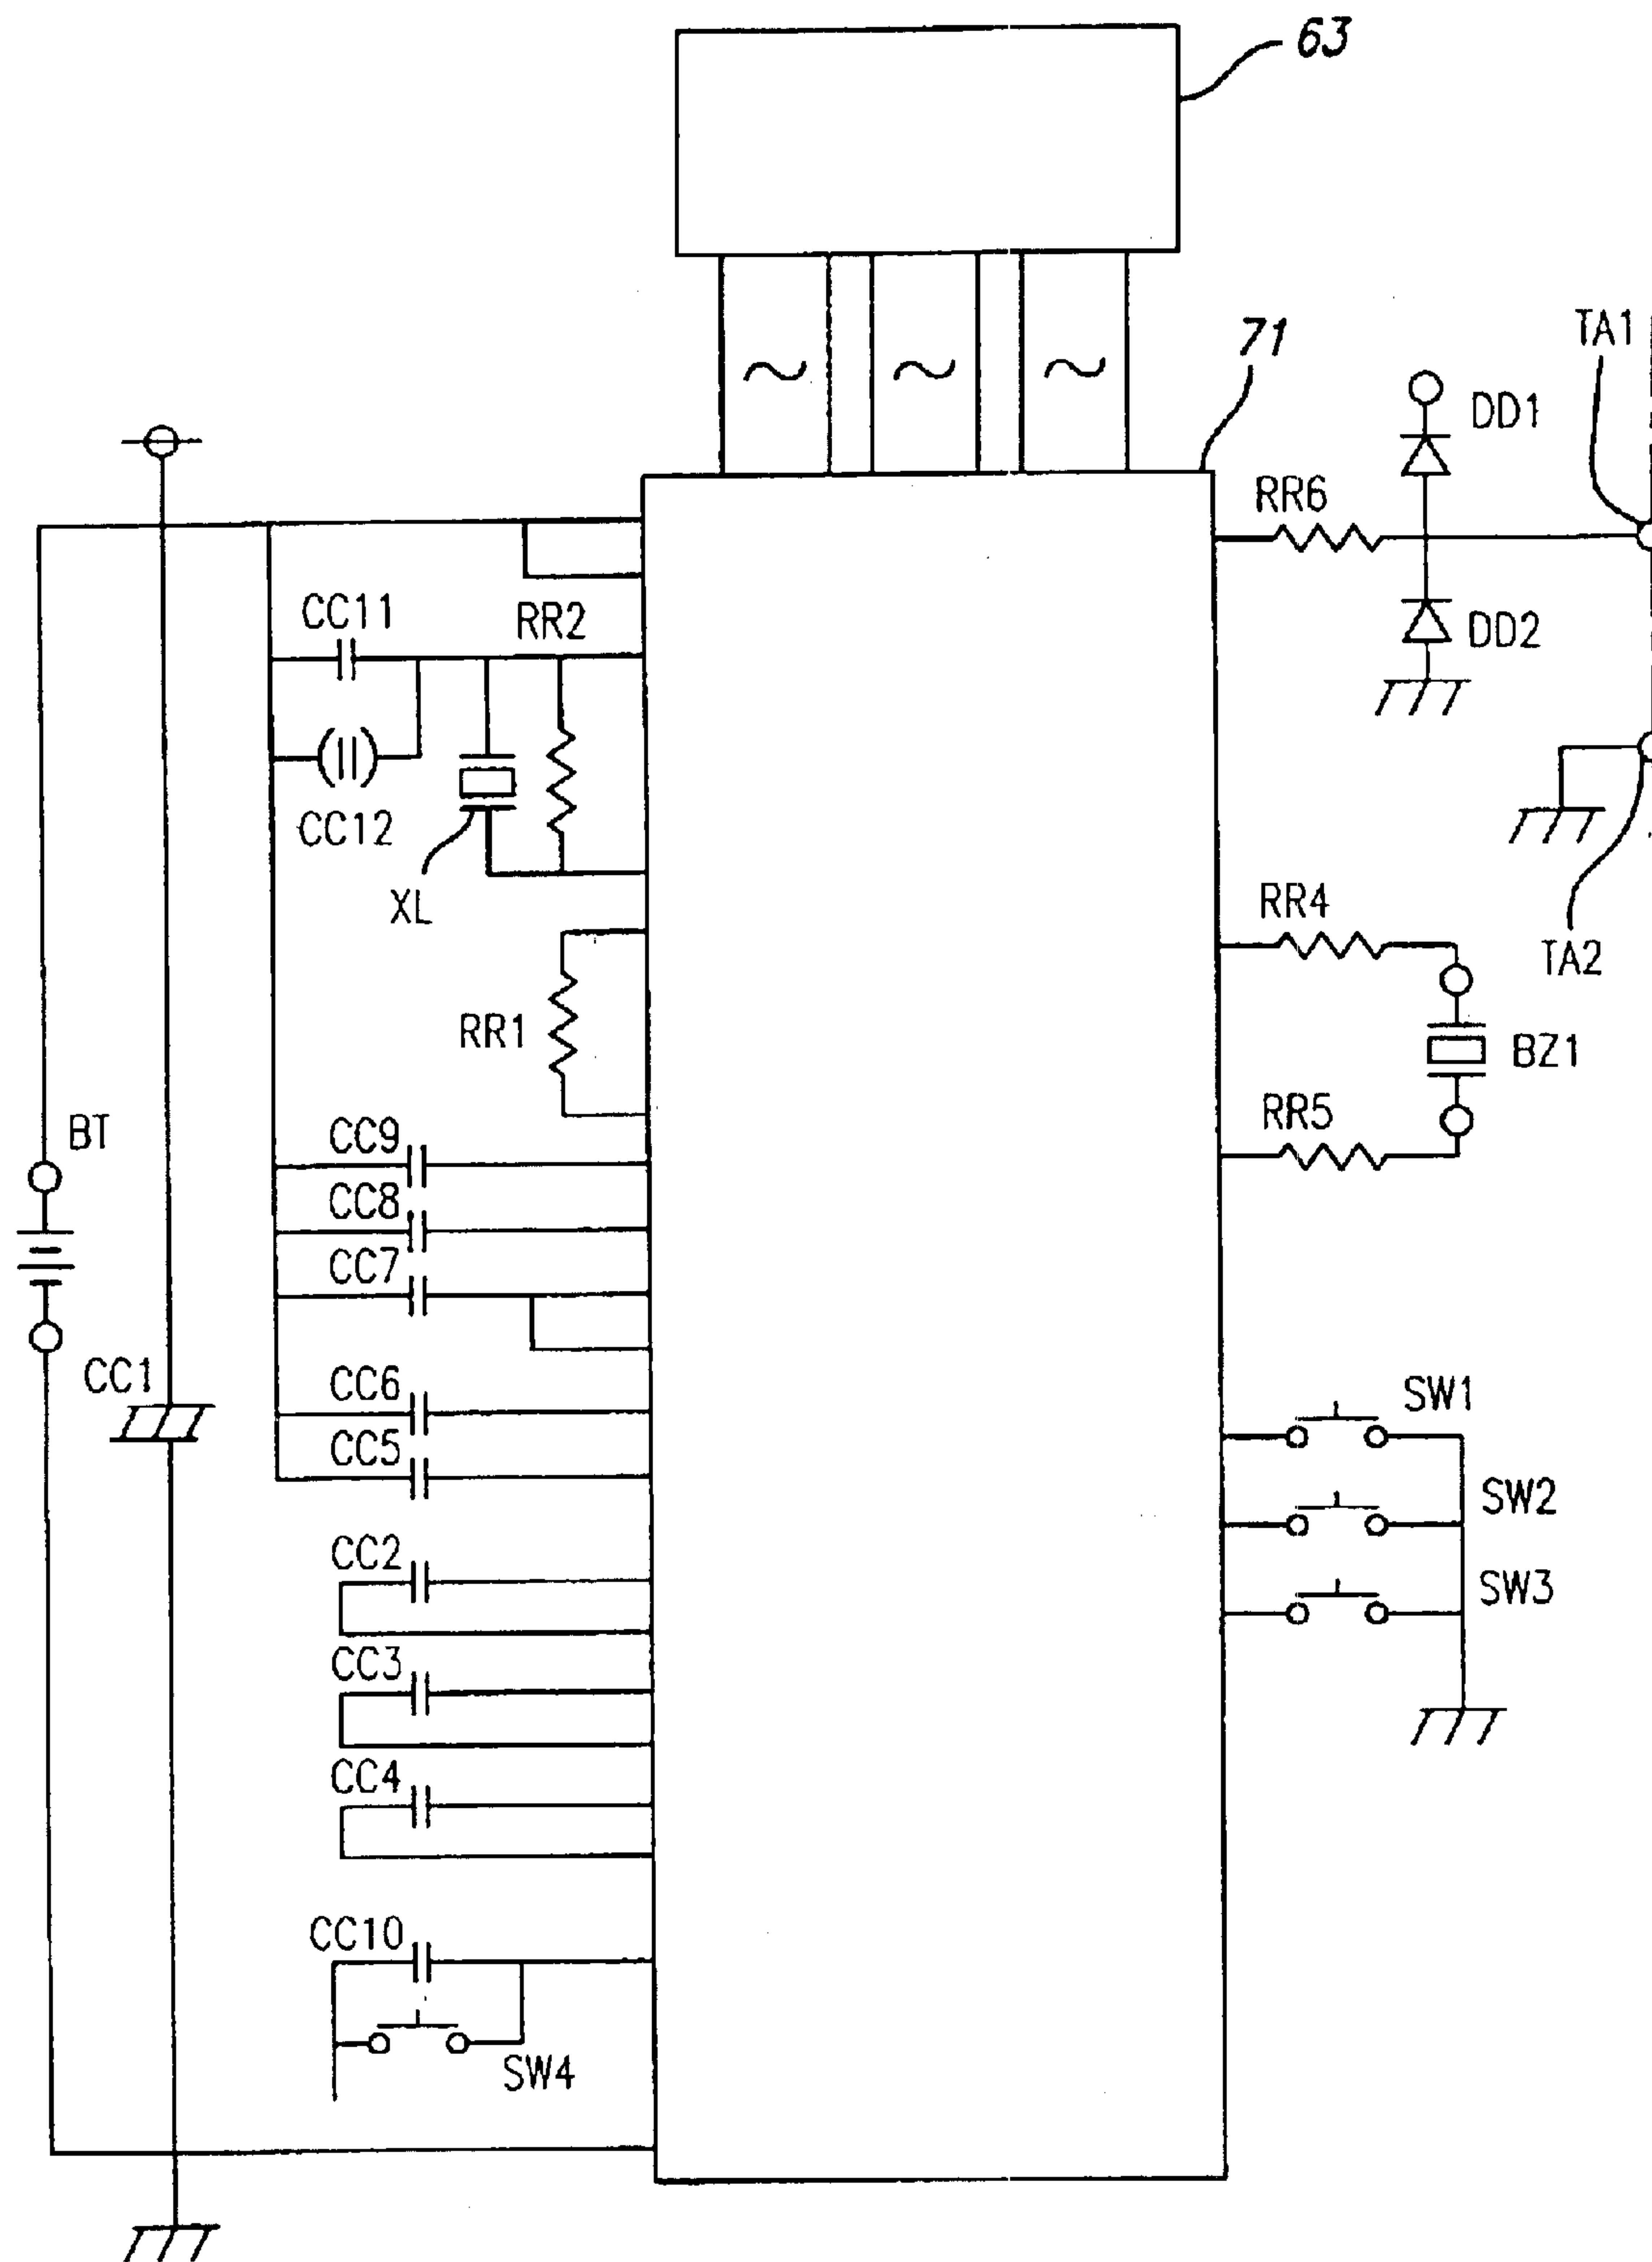 63
71
TA1
DD1
RR6
CC11
RR2
DD2
CC12
XL
RR4
TA2
RR1
BZ1
BT
CC9
RR5
CC8
CC7
CC1
CC6
SW1
CC5
SW2
CC2
SW3
CC3
CC4
CC10
SW4